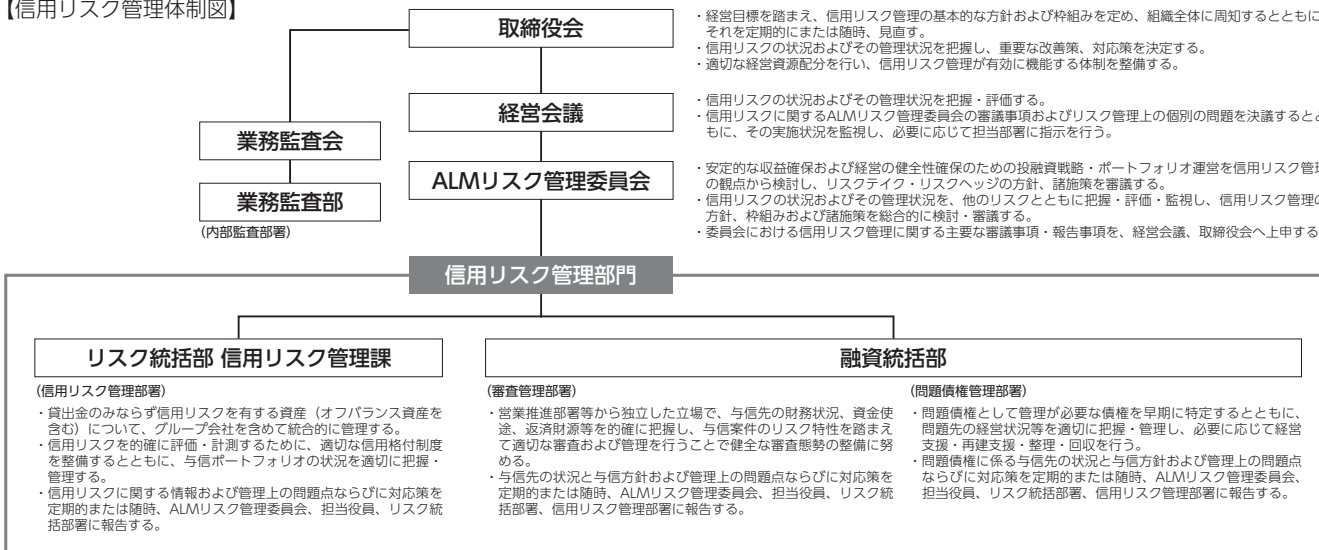 【信用リスク管理体制図】
取締役会
・経営目標を踏まえ、信用リスク管理の基本的な方針および枠組みを定め、組織全体に周知するとともに
それを定期的にまたは随時、見直す。
・信用リスクの状況およびその管理状況を把握し、重要な改善策、対応策を決定する。
・適切な経営資源配分を行い、信用リスク管理が有効に機能する体制を整備する。
経営会議
・信用リスクの状況およびその管理状況を把握・評価する。
・信用リスクに関するALMリスク管理委員会の審議事項およびリスク管理上の個別の問題を決議すると
もに、その実施状況を監視し、必要に応じて担当部署に指示を行う。
業務監査会
ALMリスク管理委員会
・安定的な収益確保および経営の健全性確保のための投融資戦略・ポートフォリオ運営を信用リスク管理
の観点から検討し、リスクテイク・リスクヘッジの方針、諸施策を審議する。
・信用リスクの状況およびその管理状況を、他のリスクとともに把握・評価・監視し、信用リスク管理の
方針、枠組みおよび諸施策を総合的に検討・審議する。
・委員会における信用リスク管理に関する主要な審議事項・報告事項を、経営会議、取締役会へ上申する
業務監査部
(内部監査部署)
信用リスク管理部門
リスク統括部 信用リスク管理課
(信用リスク管理部署)
・貸出金のみならず信用リスクを有する資産（オフバランス資産を
含む）について、グループ会社を含めて統合的に管理する。
・信用リスクを的確に評価・計測するために、適切な信用格付制度
を整備するとともに、与信ポートフォリオの状況を適切に把握・
管理する。
・信用リスクに関する情報および管理上の問題点ならびに対応策を
定期的または随時、ALMリスク管理委員会、担当役員、リスク統
括部署に報告する。
融資統括部
(審査管理部署)
・営業推進部署等から独立した立場で、与信先の財務状況、資金使
途、返済財源等を的確に把握し、与信案件のリスク特性を踏まえ
て適切な審査および管理を行うことで健全な審査態勢の整備に努
める。
・与信先の状況と与信方針および管理上の問題点ならびに対応策を
定期的または随時、ALMリスク管理委員会、担当役員、リスク統
括部署、信用リスク管理部署に報告する。
(問題債権管理部署)
・問題債権として管理が必要な債権を早期に特定するとともに、
問題先の経営状況等を適切に把握・管理し、必要に応じて経営
支援・再建支援・整理・回収を行う。
・問題債権に係る与信先の状況と与信方針および管理上の問題点
ならびに対応策を定期的または随時、ALMリスク管理委員会、
担当役員、リスク統括部署、信用リスク管理部署に報告する。